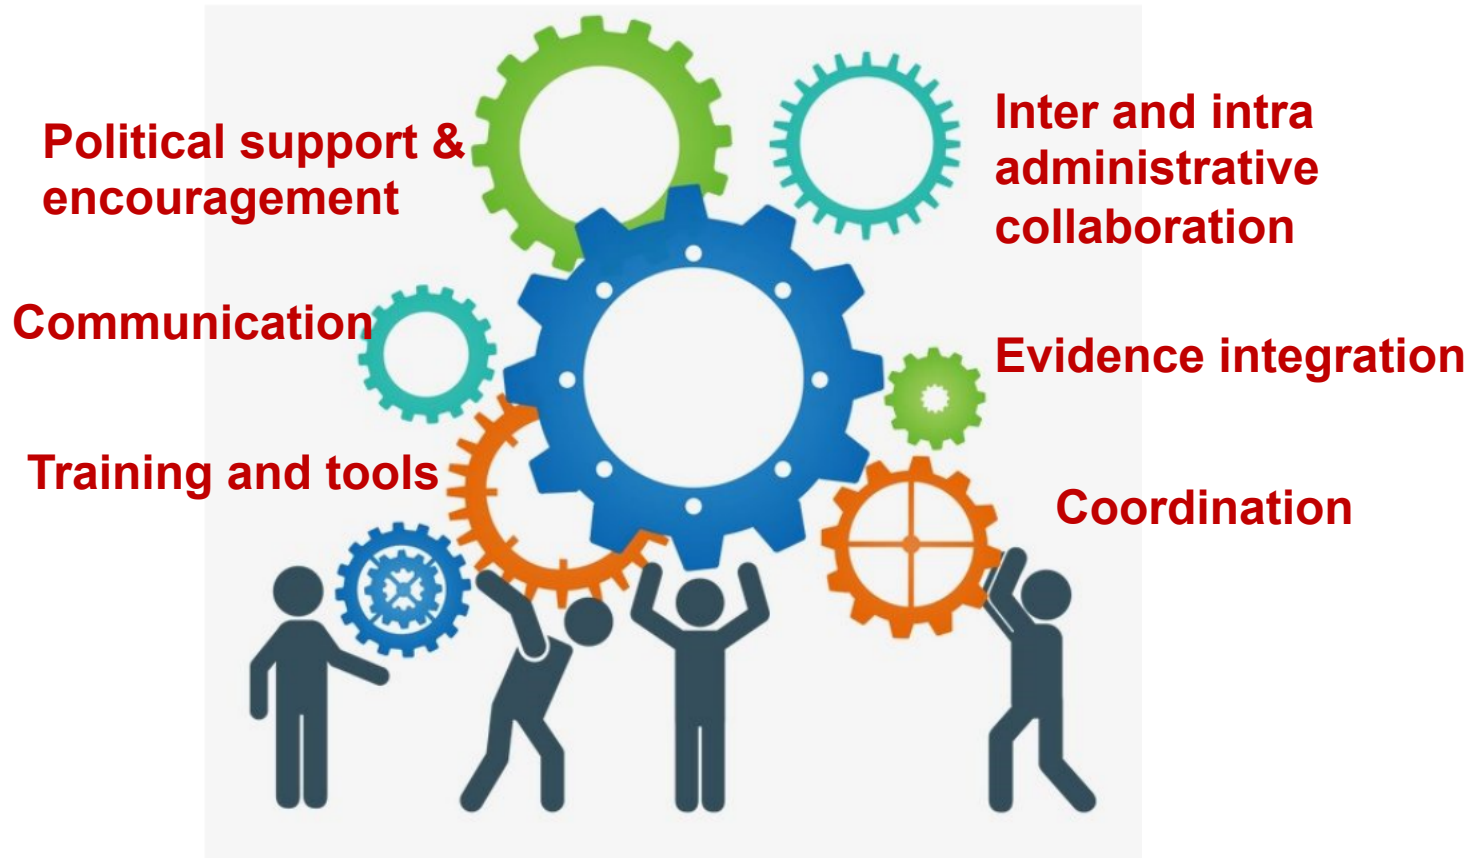 Political support &
encouragement
Communication
Training and tools
Inter and intra
administrative
collaboration
Evidence integration
Coordination